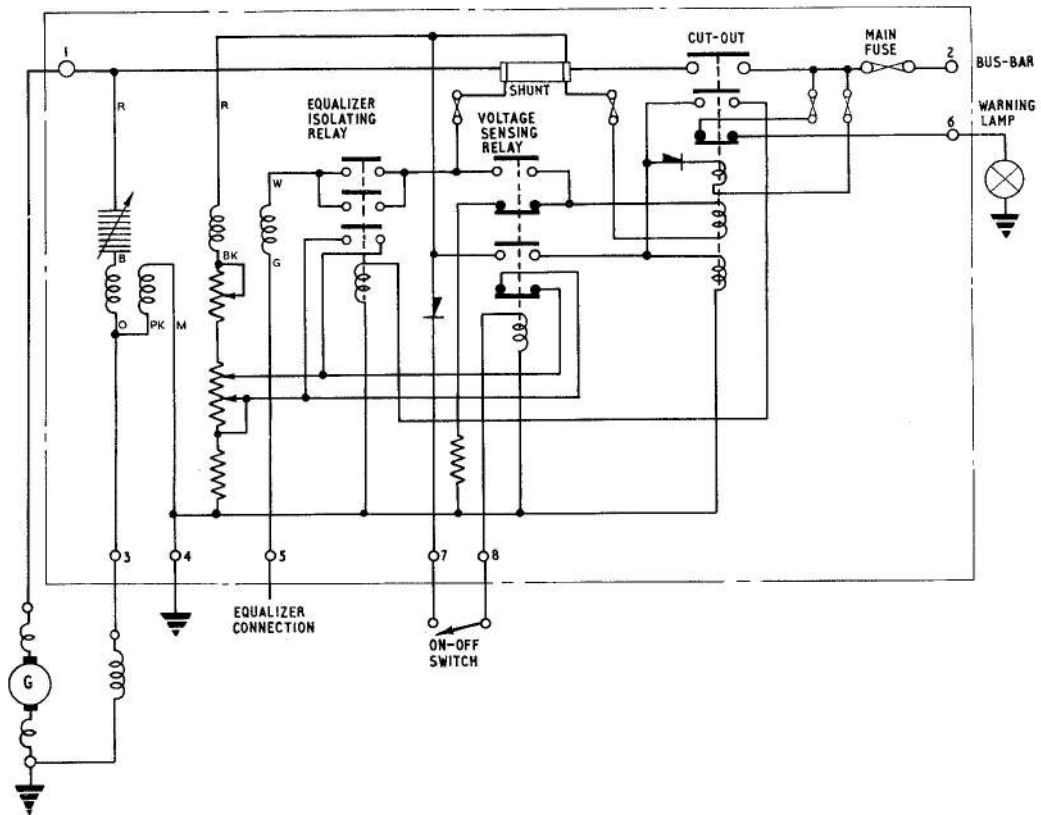 CUT-OUT
MAIN
FUSE
1
2
BUS-BAR
SHUNT
R
R
EQUALIZER
ISOLATING
RELAY
VOLTAGE
SENSING
RELAY
WARNING
LAMP
6
W
B
BK
G
O
PK
M
3
4
5
7
8
EQUALIZER
CONNECTION
ON-OFF
SWITCH
G